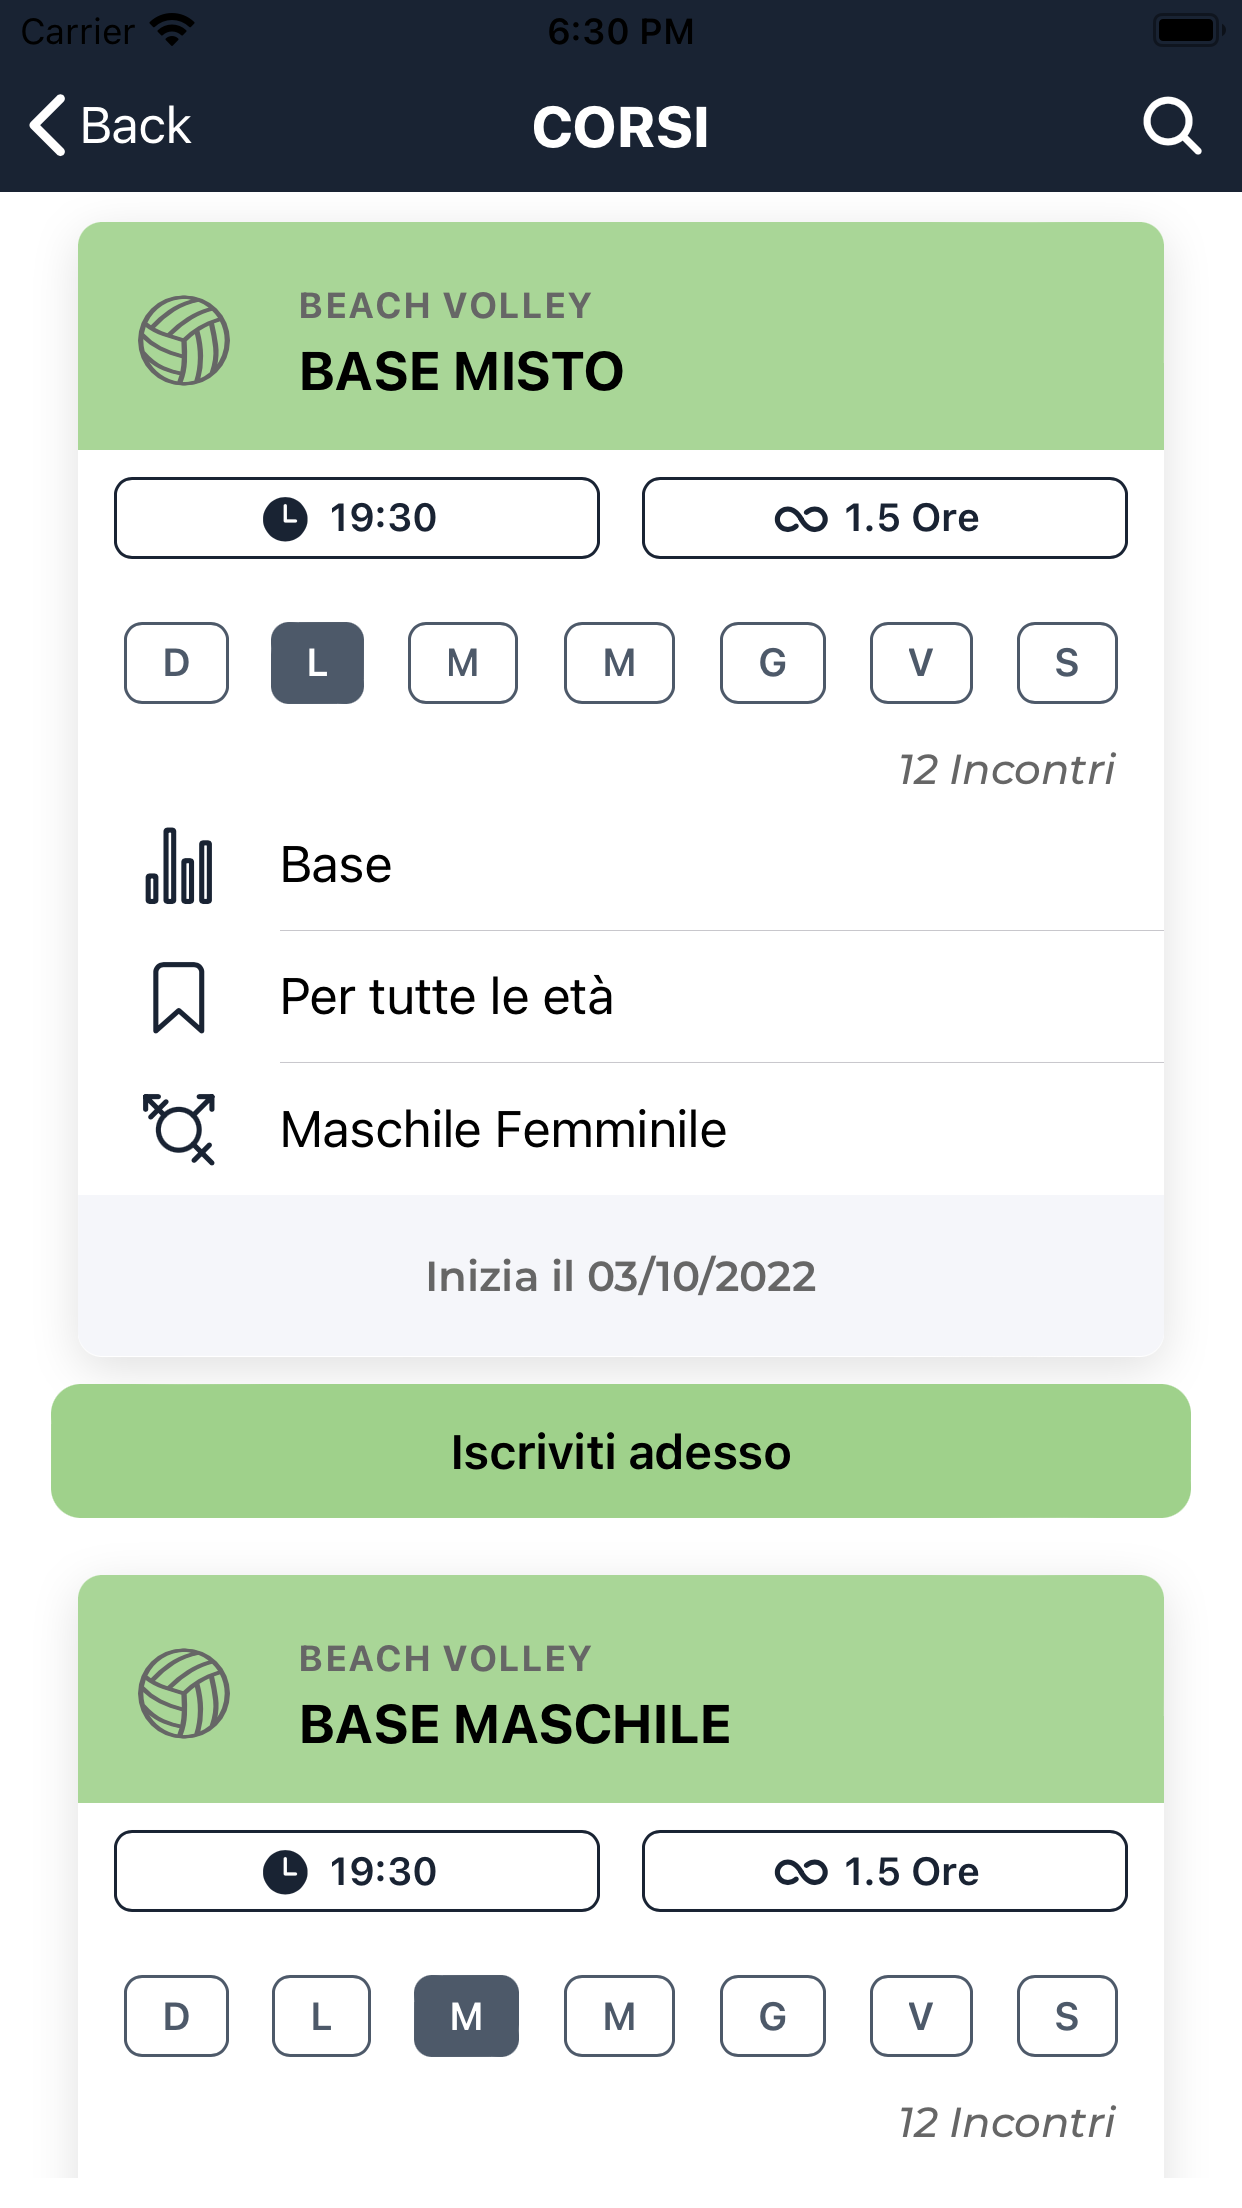 Carrier 6:30 PM
Back CORSI
BEACH VOLLEY
BASE MISTO
19:30 1.5 Ore
D L M M G V S
12 Incontri
Base
Per tutte le età
Maschile Femminile
Inizia il 03/10/2022
Iscriviti adesso
BEACH VOLLEY
BASE MASCHILE
19:30 1.5 Ore
D L M M G V S
12 Incontri